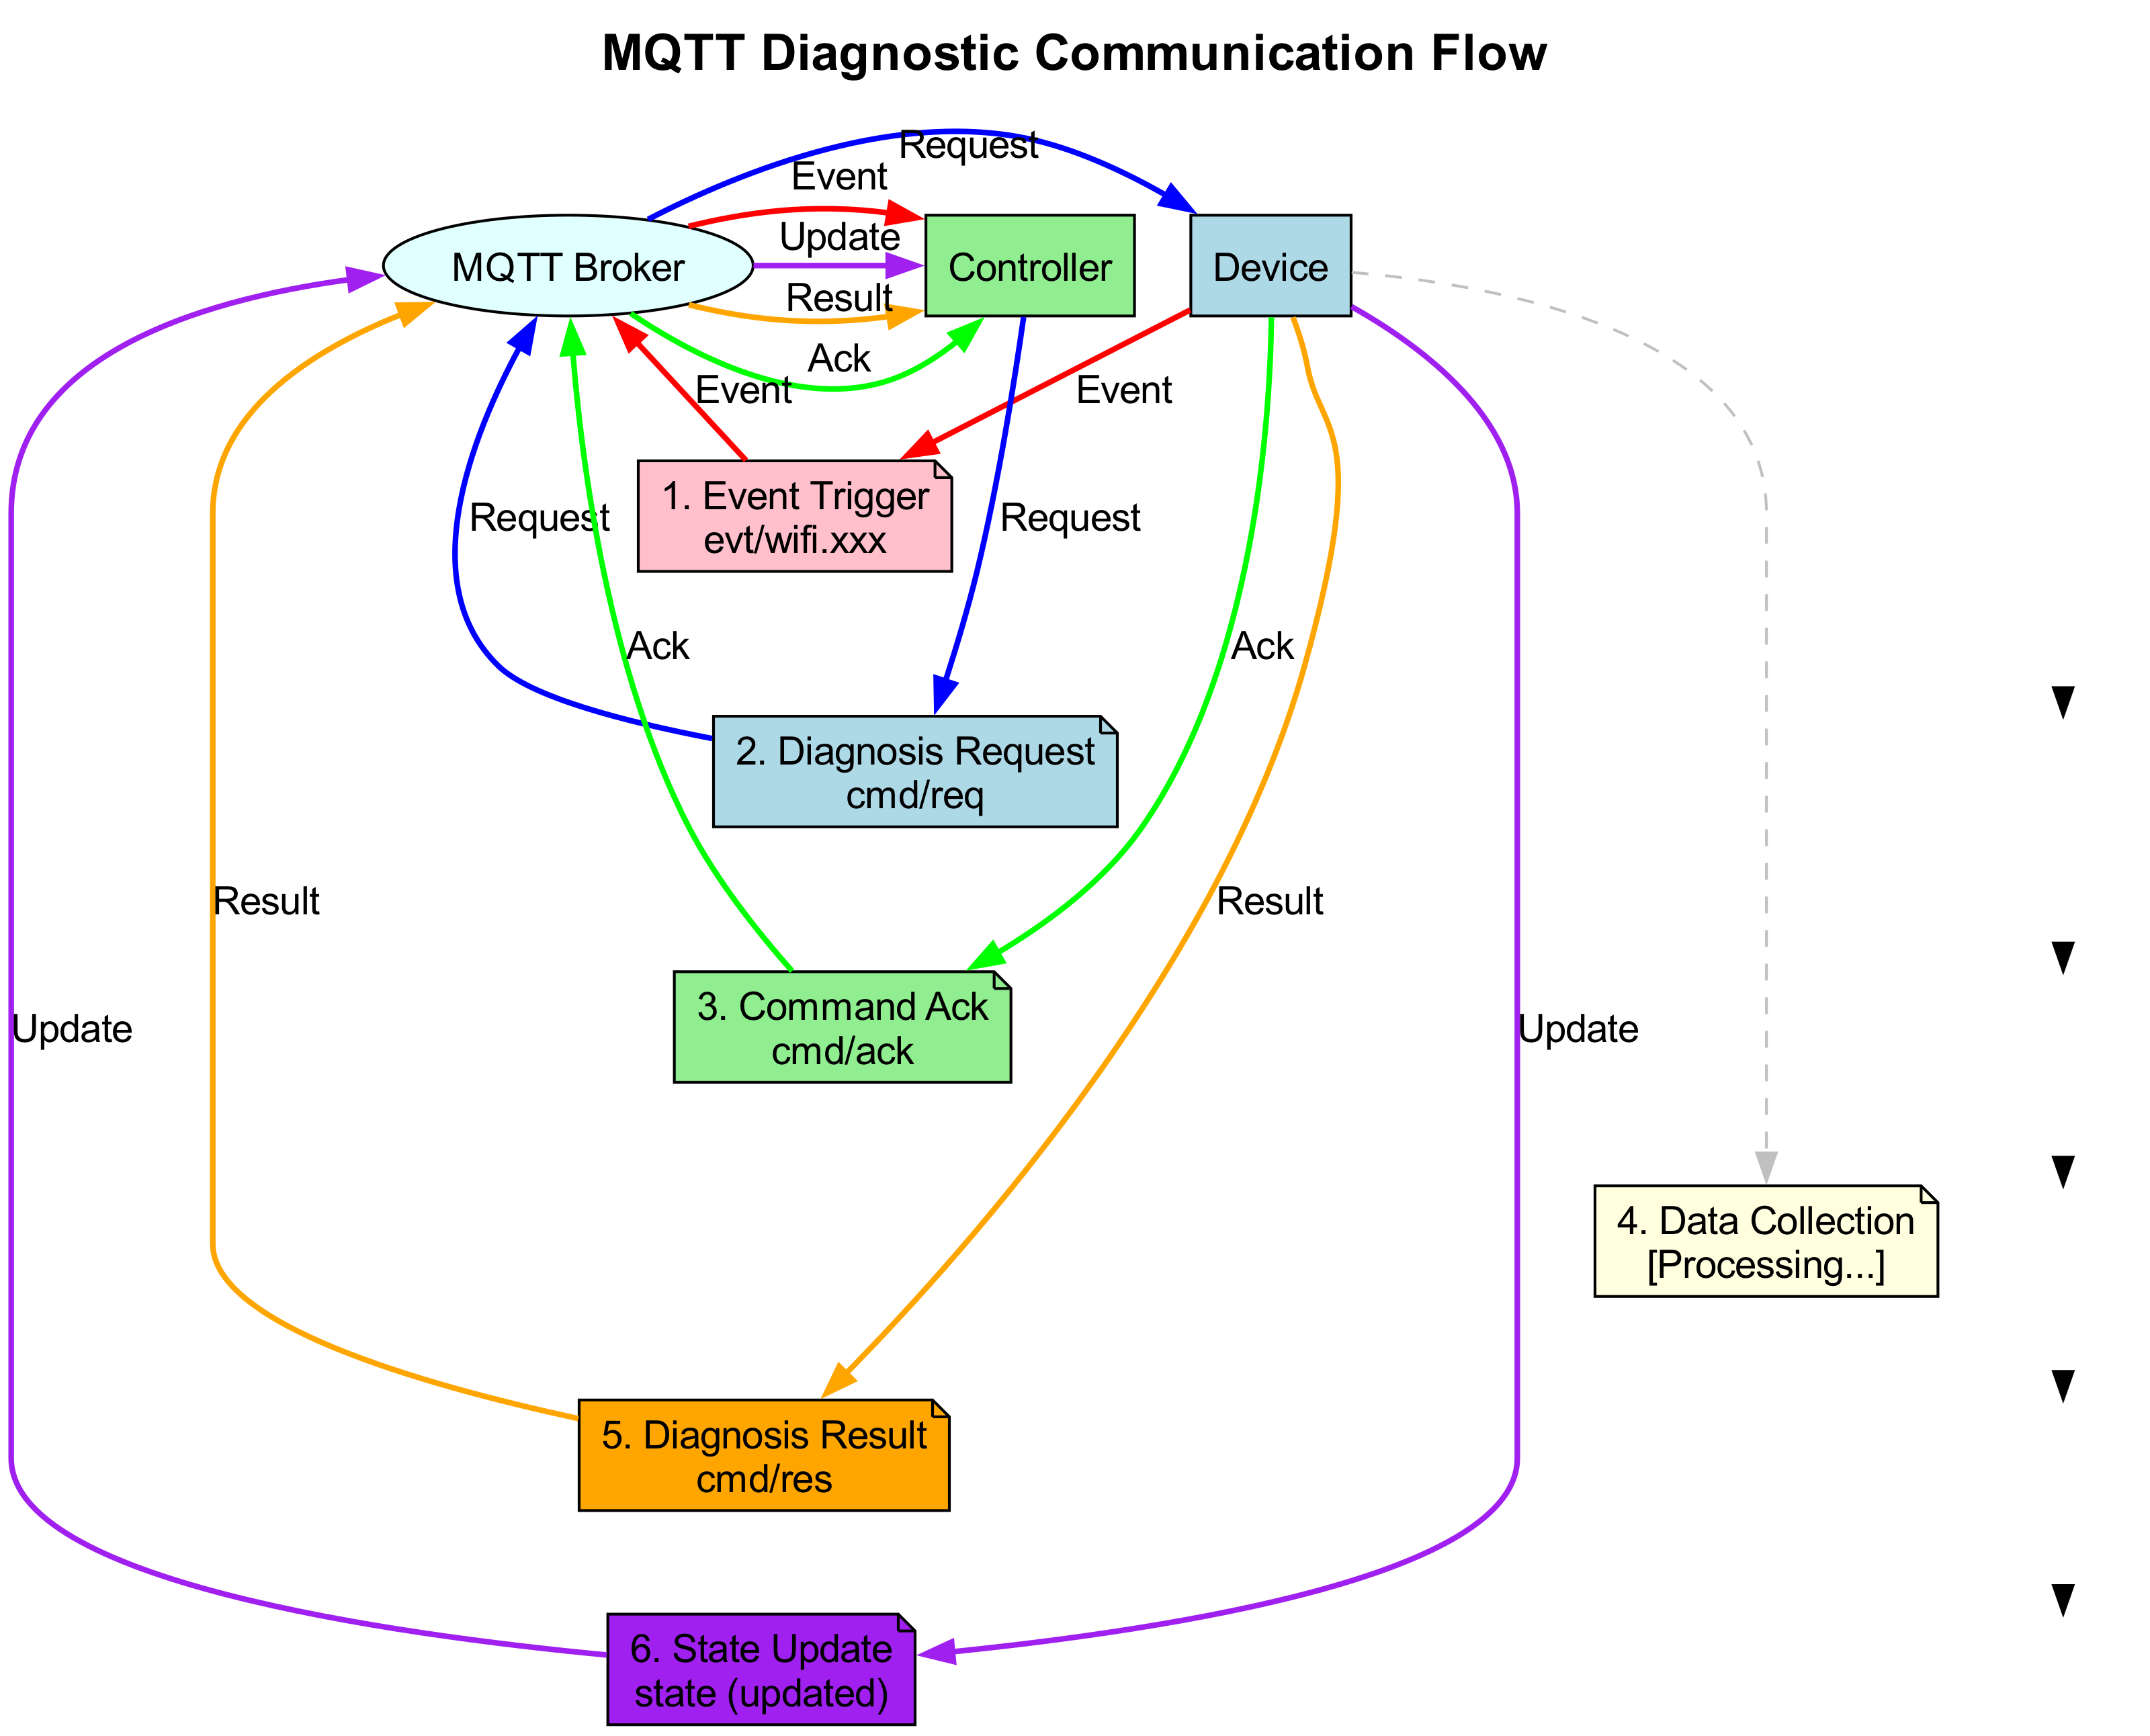 MQTT Diagnostic Communication Flow
Request
Event
Update
MQTT Broker
Controller
Device
Result
Ack
Event
Event
1. Event Trigger
evt/wifi.xxx
Request
Request
Ack
Ack
2. Diagnosis Request
cmd/req
Result
Result
3. Command Ack
cmd/ack
Update
Update
4. Data Collection
[Processing...]
5. Diagnosis Result
cmd/res
6. State Update
state (updated)